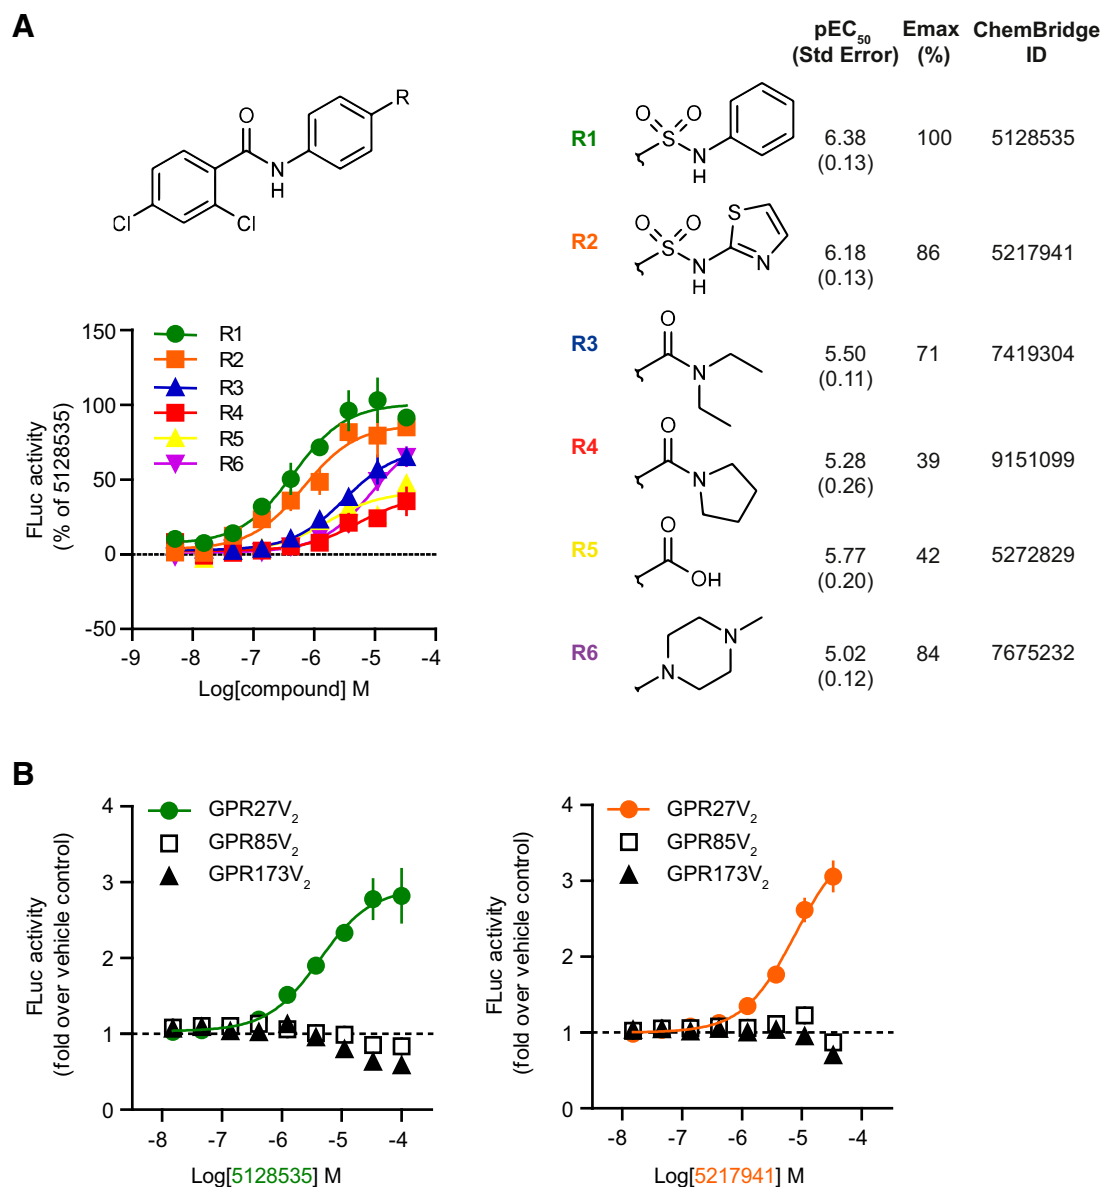 A
pEC50 Emax ChemBridge
(Std Error) (%) ID
R
O
N
H
Cl
Cl
R1
O O
S
N
H
6.38 100 5128535
(0.13)
R2
O O
S
N
H
S
N
6.18 86 5217941
(0.13)
R3
O
N
5.50 71 7419304
(0.11)
R4
O
N
5.28 39 9151099
(0.26)
R5
O
OH
5.77 42 5272829
(0.20)
R6
N
N
5.02 84 7675232
(0.12)
FLuc activity
(% of 5128535)
150
100
50
0
-50
-9 -8 -7 -6 -5 -4
Log[compound] M
R1
R2
R3
R4
R5
R6
B
FLuc activity
(fold over vehicle control)
4
3
2
1
0
GPR27V2
GPR85V2
GPR173V2
-8 -7 -6 -5 -4
Log[5128535] M
FLuc activity
(fold over vehicle control)
4
3
2
1
0
GPR27V2
GPR85V2
GPR173V2
-8 -7 -6 -5 -4
Log[5217941] M